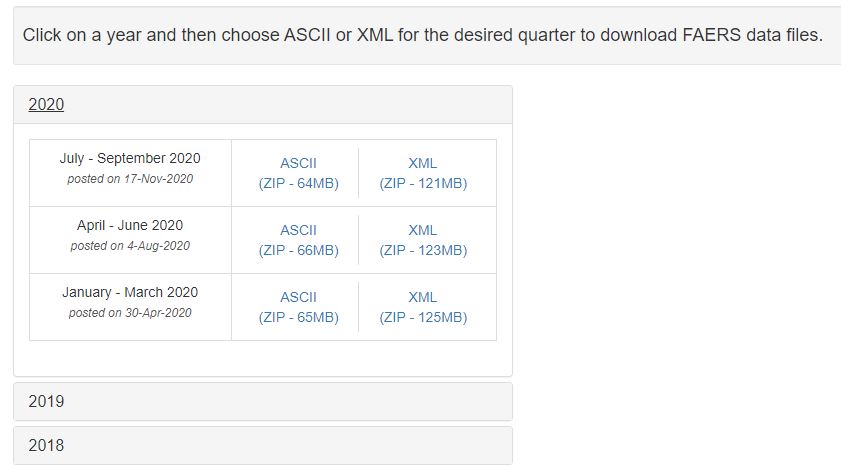 Click on a year and then choose ASCII or XML for the desired quarter to download FAERS data files.
2020
July - September 2020
posted on 17-Nov-2020
ASCII
(ZIP - 64MB)
XML
(ZIP - 121MB)
April - June 2020
posted on 4-Aug-2020
ASCII
(ZIP - 66MB)
XML
(ZIP - 123MB)
January - March 2020
posted on 30-Apr-2020
ASCII
(ZIP - 65MB)
XML
(ZIP - 125MB)
2019
2018